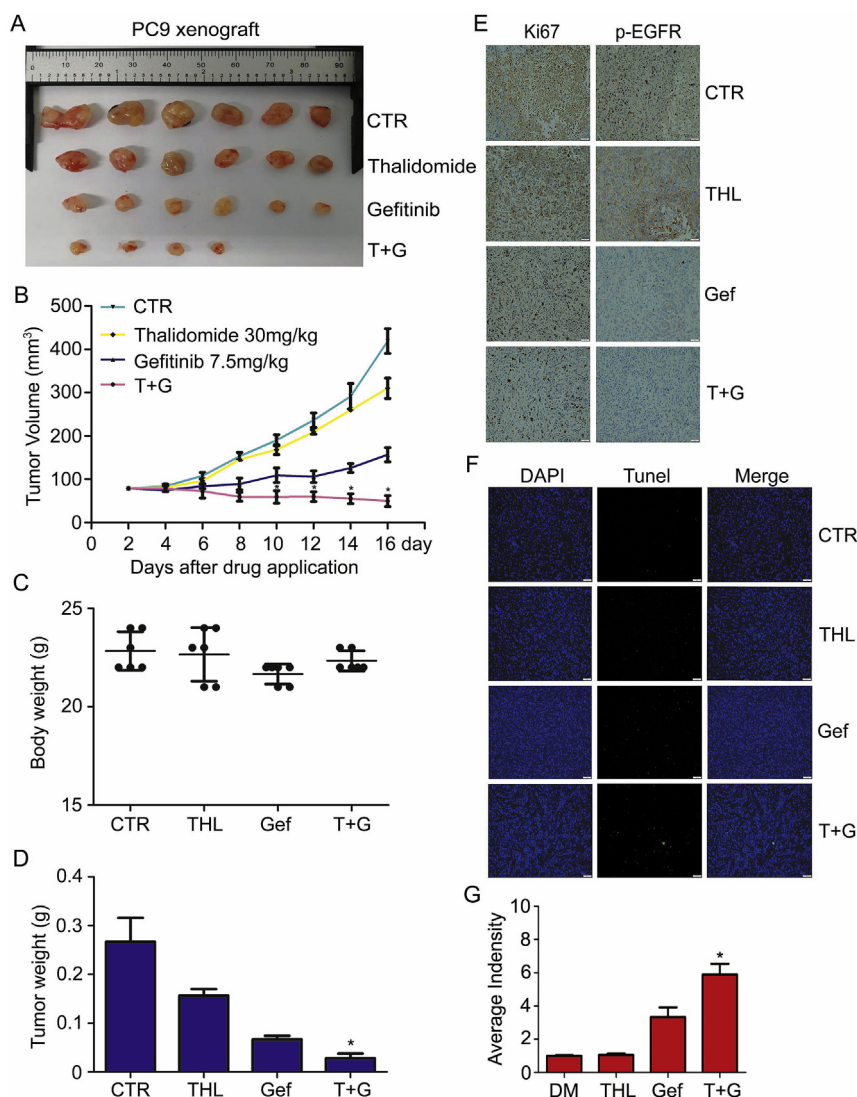 A
PC9 xenograft
CTR
Thalidomide
Gefitinib
T+G
B
CTR
Thalidomide 30mg/kg
Gefitinib 7.5mg/kg
T+G
Tumor Volume (mm³)
500
400
300
200
100
0
* * * *
0 2 4 6 8 10 12 14 16 day
Days after drug application
C
Body weight (g)
25
20
15
CTR THL Gef T+G
D
Tumor weight (g)
0.4
0.3
0.2
0.1
0
*
CTR THL Gef T+G
E
Ki67 p-EGFR
CTR
THL
Gef
T+G
F
DAPI Tunel Merge
CTR
THL
Gef
T+G
G
Average Indensity
10
8
6
4
2
0
*
DM THL Gef T+G